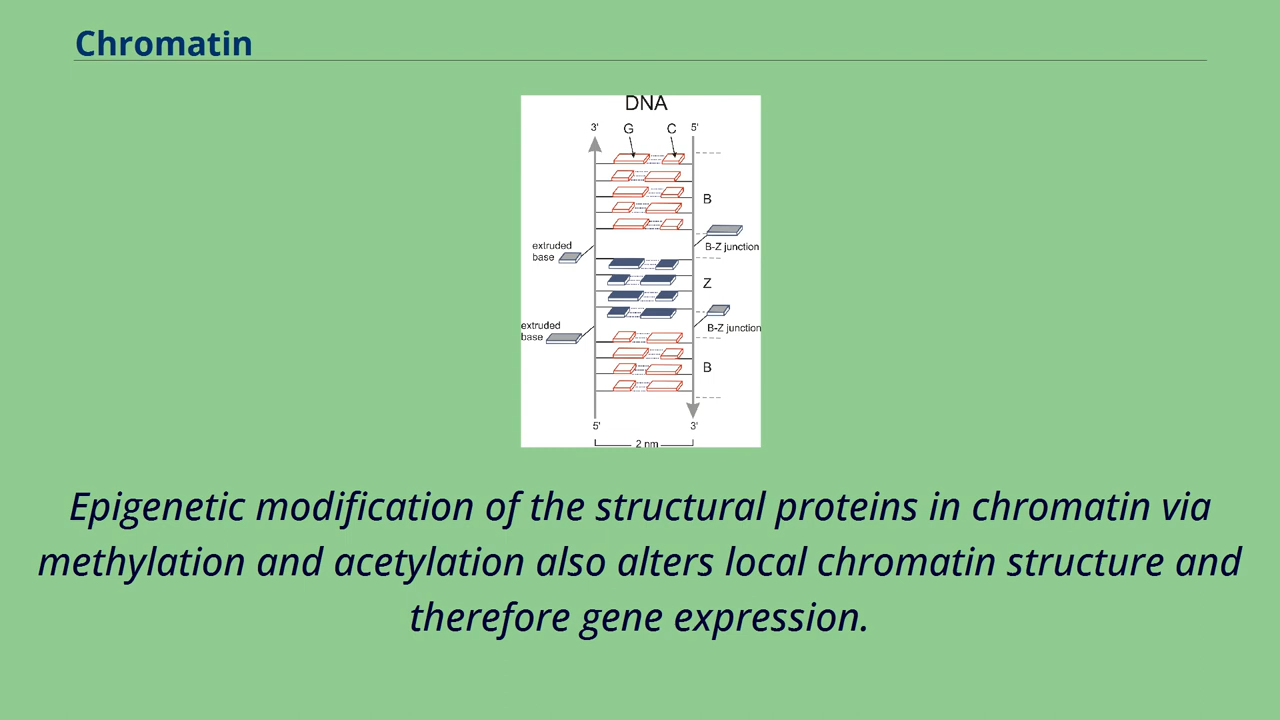 Chromatin
DNA
3' G C 5'
B
extruded
base
B-Z junction
Z
extruded
base
B-Z junction
B
5' 3'
2 nm
Epigenetic modification of the structural proteins in chromatin via
methylation and acetylation also alters local chromatin structure and
therefore gene expression.